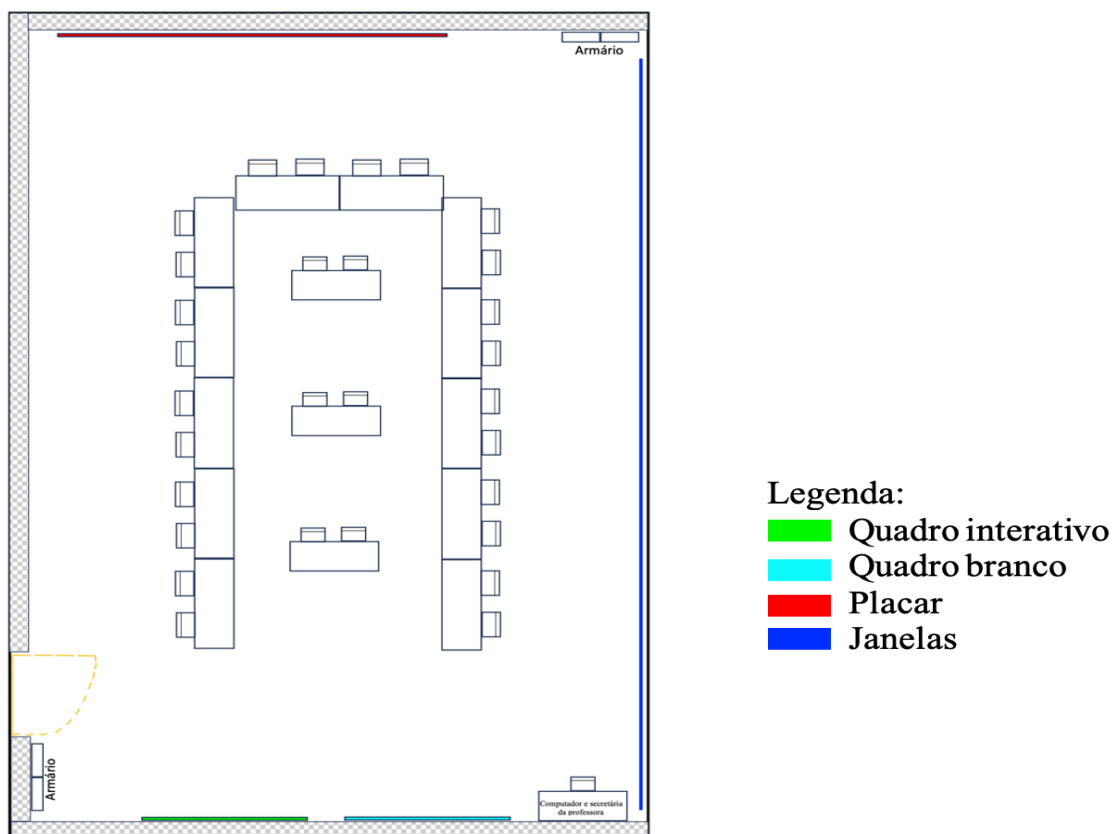 Armário
Armário
Computador e secretária
da professora
Legenda:
Quadro interativo
Quadro branco
Placar
Janelas